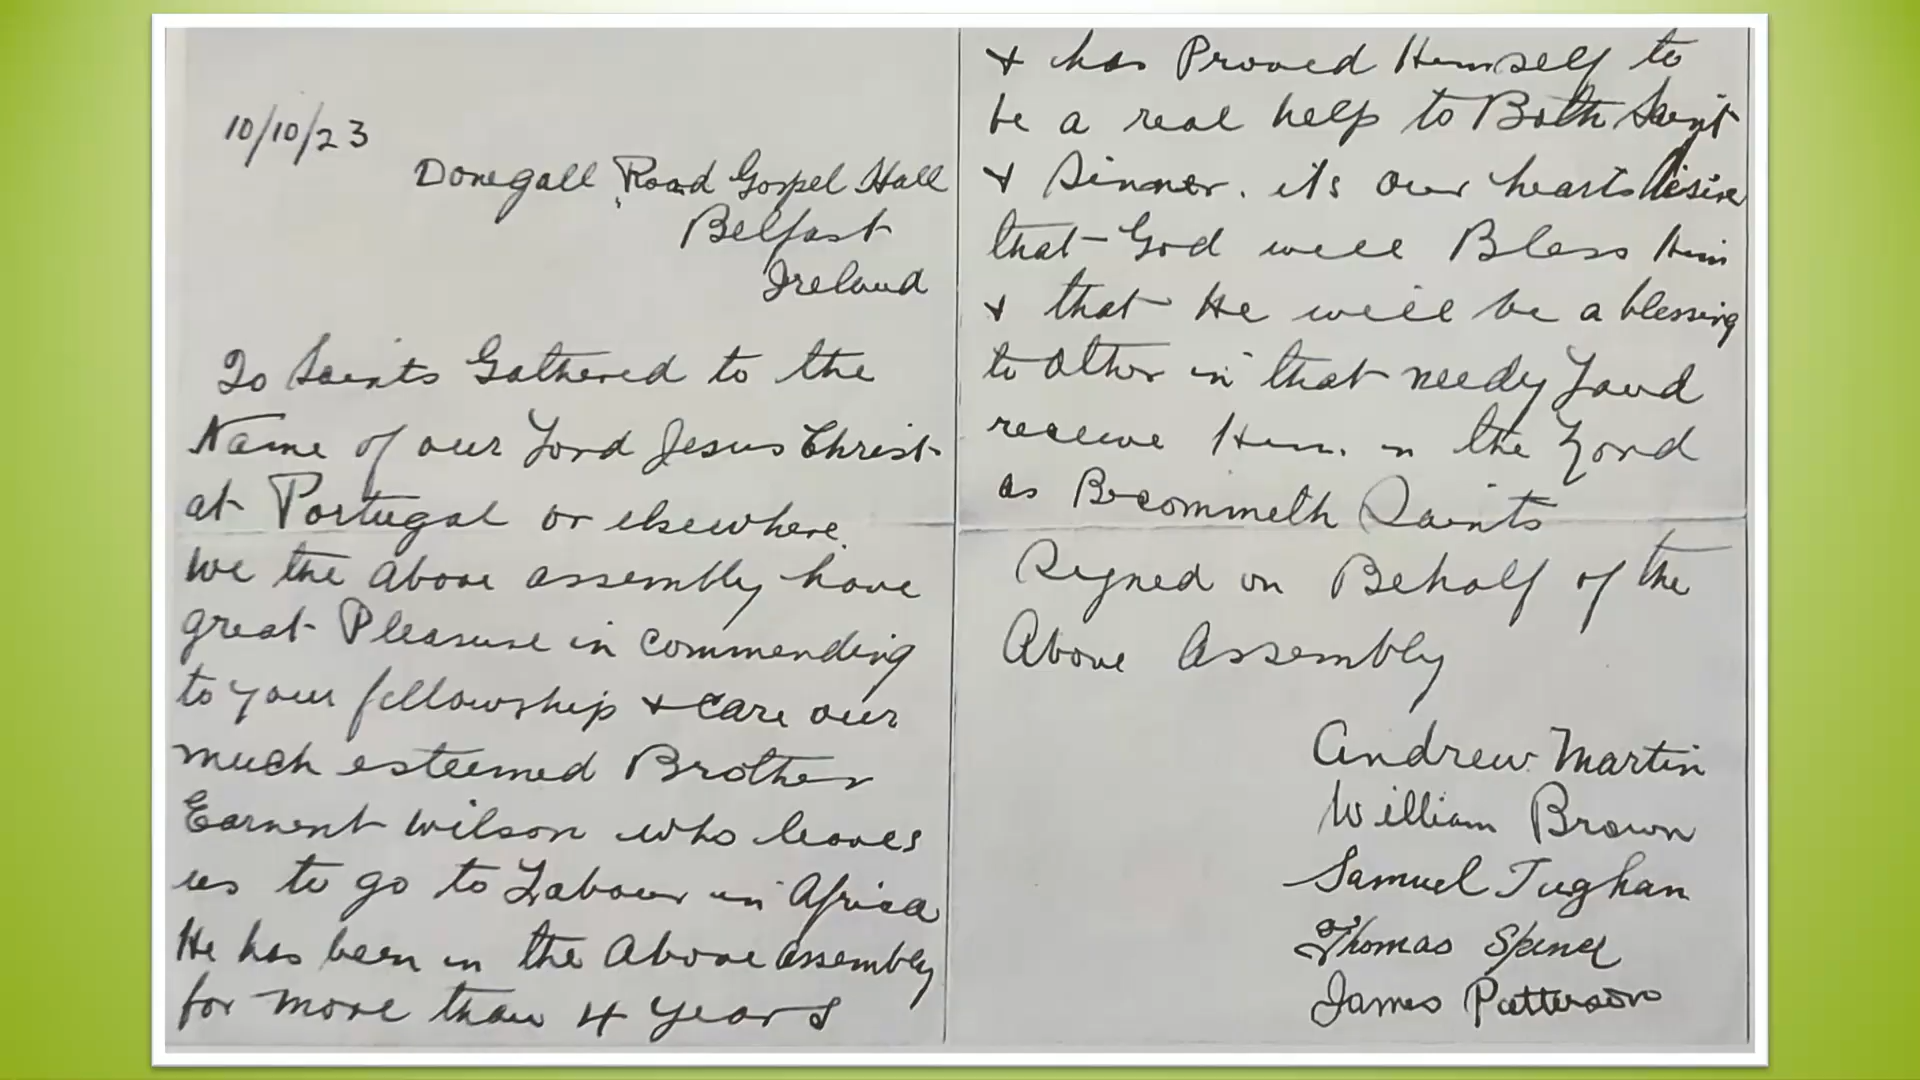 10/10/23
Donegall Road Gospel Hall
Belfast
Ireland
To Saints Gathered to the
Name of our Lord Jesus Christ
at Portugal or elsewhere.
We the above assembly have
great Pleasure in commending
to your fellowship & care our
much esteemed Brother
Earnent Wilson who leaves
us to go to Labour in Africa
He has been in the Above assembly
for more than 4 years
& has Proved Himself to
be a real help to Both Saint
& Sinner. it's our hearts desire
that God will Bless Him
& that He will be a blessing
to other in that needy Land
receive Him. in the Lord
as Becommeth Saints
Signed on Behalf of the
Above Assembly
Andrew Martin
William Brown
Samuel Tughan
Thomas
James Patterson